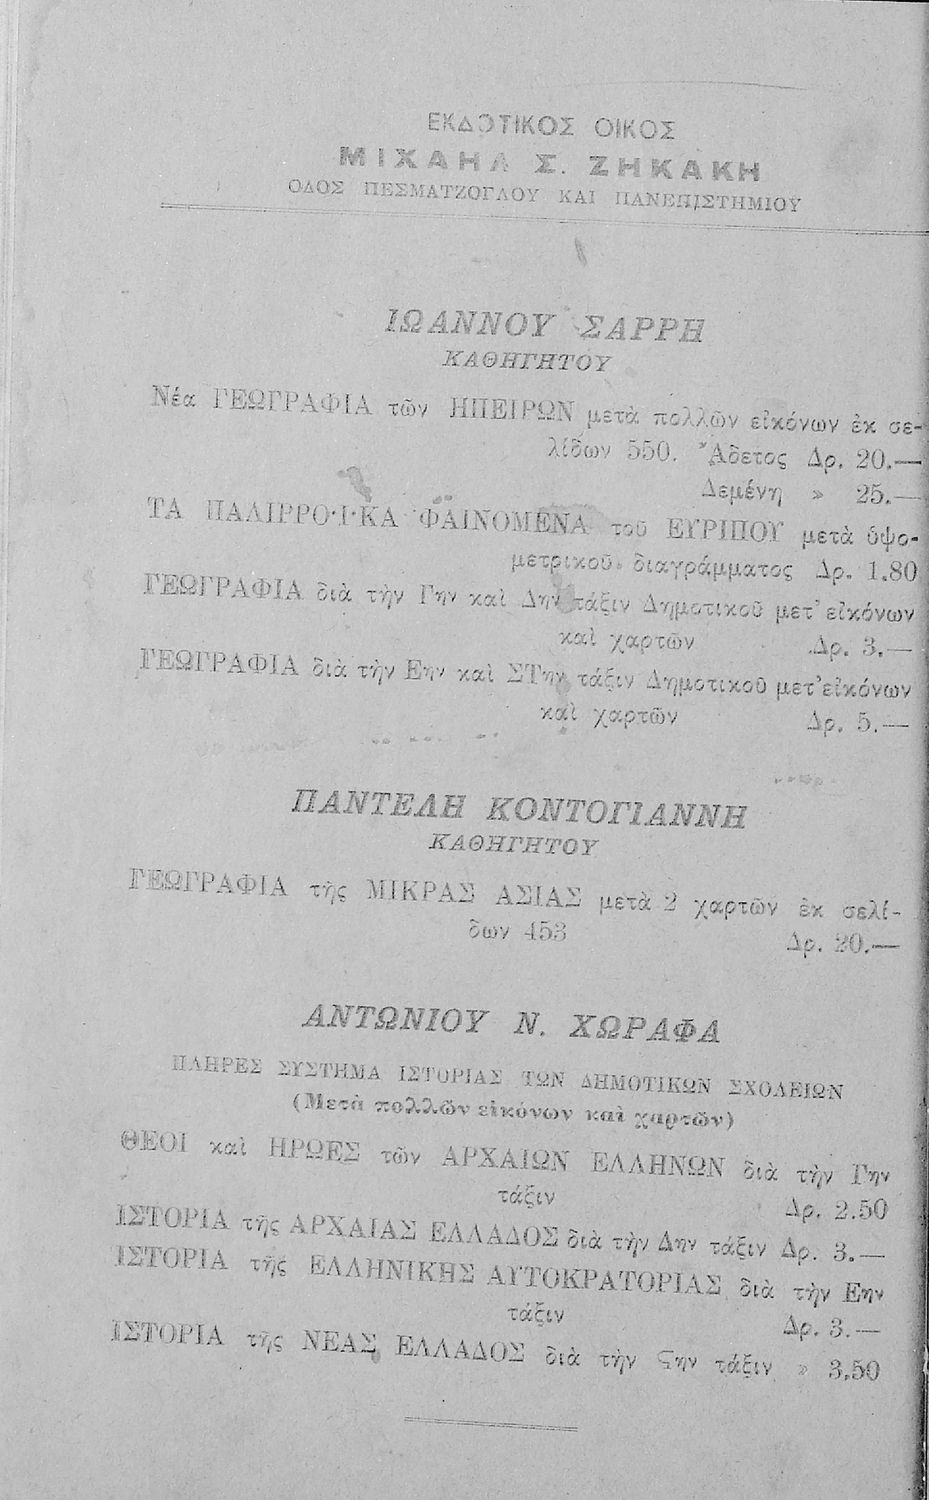 ΕΚΔΟΤΙΚΟΣ ΟΙΚΟΣ
ΜΙΧΑΗΛ Σ. ΖΗΚΑΚΗ
ΟΔΟΣ ΠΕΣΜΑΤΖΟΓΛΟΥ ΚΑΙ ΠΑΝΕΠΙΣΤΗΜΙΟΥ
ΙΩΑΝΝΟΥ ΣΑΡΡΗ
ΚΑΘΗΓΗΤΟΥ
Νέα ΓΕΩΓΡΑΦΙΑ τῶν ΗΠΕΙΡΩΝ μετὰ πολλῶν εἰκόνων ἐκ σε-
λίδων 550. Ἄδετος Δρ. 20.—
Δεμένη » 25.—
ΤΑ ΠΑΛΙΡΡΟ·Ι·ΚΑ ΦΑΙΝΟΜΕΝΑ τοῦ ΕΥΡΙΠΟΥ μετὰ ὑψο-
μετρικοῦ διαγράμματος Δρ. 1.80
ΓΕΩΓΡΑΦΙΑ διὰ τὴν Γην καὶ Δην τάξιν Δημοτικοῦ μετ' εἰκόνων
καὶ χαρτῶν Δρ. 3.—
ΓΕΩΓΡΑΦΙΑ διὰ τὴν Εην καὶ ΣΤην τάξιν Δημοτικοῦ μετ' εἰκόνων
καὶ χαρτῶν Δρ. 5.—
ΠΑΝΤΕΛΗ ΚΟΝΤΟΓΙΑΝΝΗ
ΚΑΘΗΓΗΤΟΥ
ΓΕΩΓΡΑΦΙΑ τῆς ΜΙΚΡΑΣ ΑΣΙΑΣ μετὰ 2 χαρτῶν ἐκ σελί-
δων 453 Δρ. 20.—
ΑΝΤΩΝΙΟΥ Ν. ΧΩΡΑΦΑ
ΠΛΗΡΕΣ ΣΥΣΤΗΜΑ ΙΣΤΟΡΙΑΣ ΤΩΝ ΔΗΜΟΤΙΚΩΝ ΣΧΟΛΕΙΩΝ
(Μετὰ πολλῶν εἰκόνων καὶ χαρτῶν)
ΘΕΟΙ καὶ ΗΡΩΕΣ τῶν ΑΡΧΑΙΩΝ ΕΛΛΗΝΩΝ διὰ τὴν Γην
τάξιν Δρ. 2.50
ΙΣΤΟΡΙΑ τῆς ΑΡΧΑΙΑΣ ΕΛΛΑΔΟΣ διὰ τὴν Δην τάξιν Δρ. 3.—
ΙΣΤΟΡΙΑ τῆς ΕΛΛΗΝΙΚΗΣ ΑΥΤΟΚΡΑΤΟΡΙΑΣ διὰ τὴν Εην
τάξιν Δρ. 3.—
ΙΣΤΟΡΙΑ τῆς ΝΕΑΣ ΕΛΛΑΔΟΣ διὰ τὴν Ϛην τάξιν » 3.50